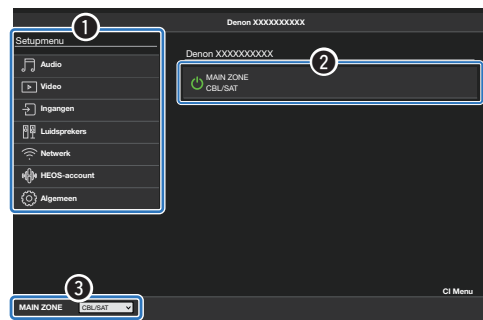 Denon XXXXXXXXXX
1
Setupmenu
Audio
Video
Ingangen
Luidsprekers
Netwerk
HEOS-account
Algemeen
Denon XXXXXXXXXX
2
MAIN ZONE
CBL/SAT
CI Menu
3
MAIN ZONE CBL/SAT